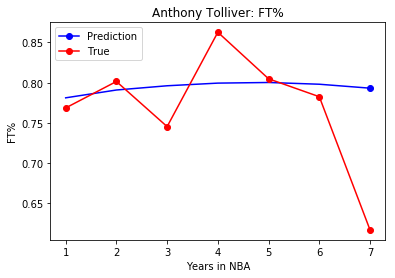 Anthony Tolliver: FT%
Prediction
True
0.85
0.80
0.75
0.70
0.65
FT%
1 2 3 4 5 6 7
Years in NBA